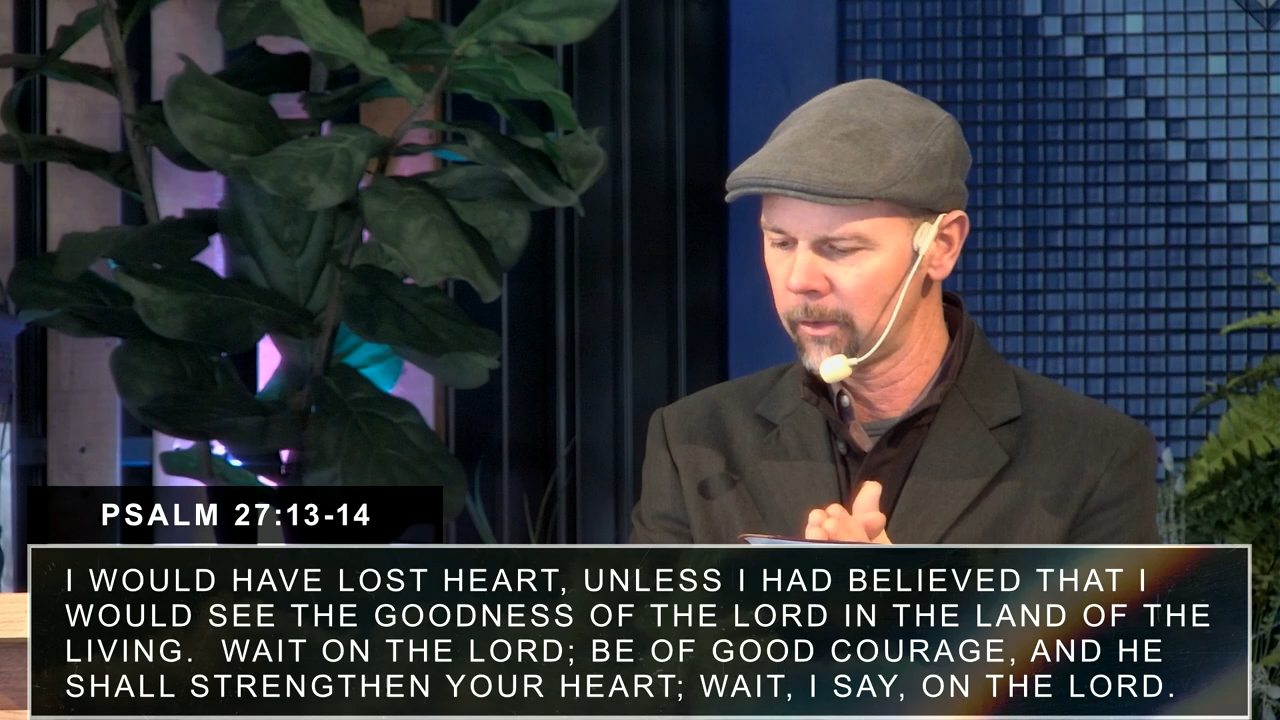 PSALM 27:13-14
I WOULD HAVE LOST HEART, UNLESS I HAD BELIEVED THAT I
WOULD SEE THE GOODNESS OF THE LORD IN THE LAND OF THE
LIVING.  WAIT ON THE LORD; BE OF GOOD COURAGE, AND HE
SHALL STRENGTHEN YOUR HEART; WAIT, I SAY, ON THE LORD.